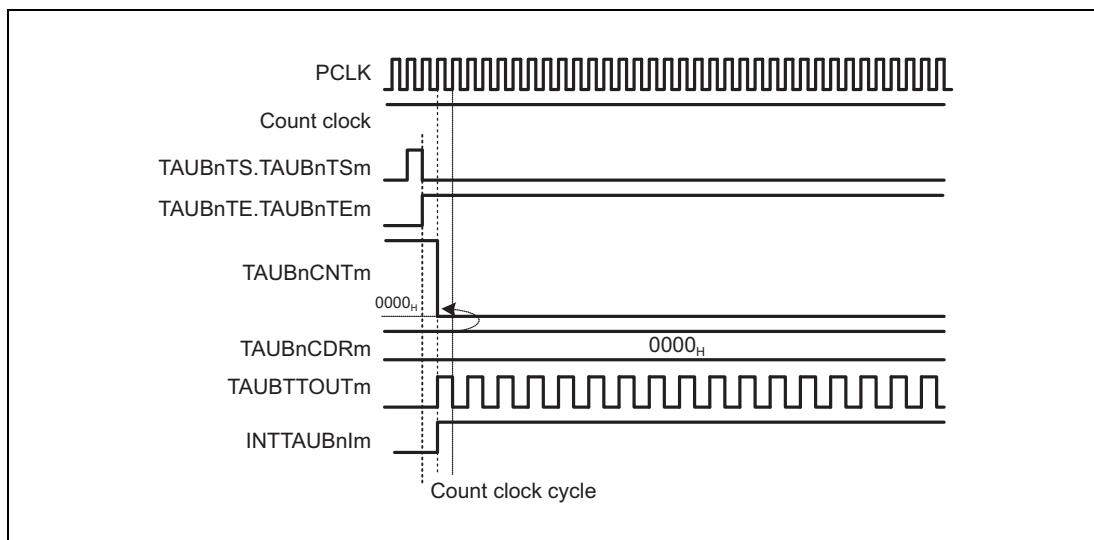 PCLK
Count clock
TAUBnTS.TAUBnTSm
TAUBnTE.TAUBnTEm
TAUBnCNTm
0000H
TAUBnCDRm
0000H
TAUBTTOUTm
INTTAUBnIm
Count clock cycle